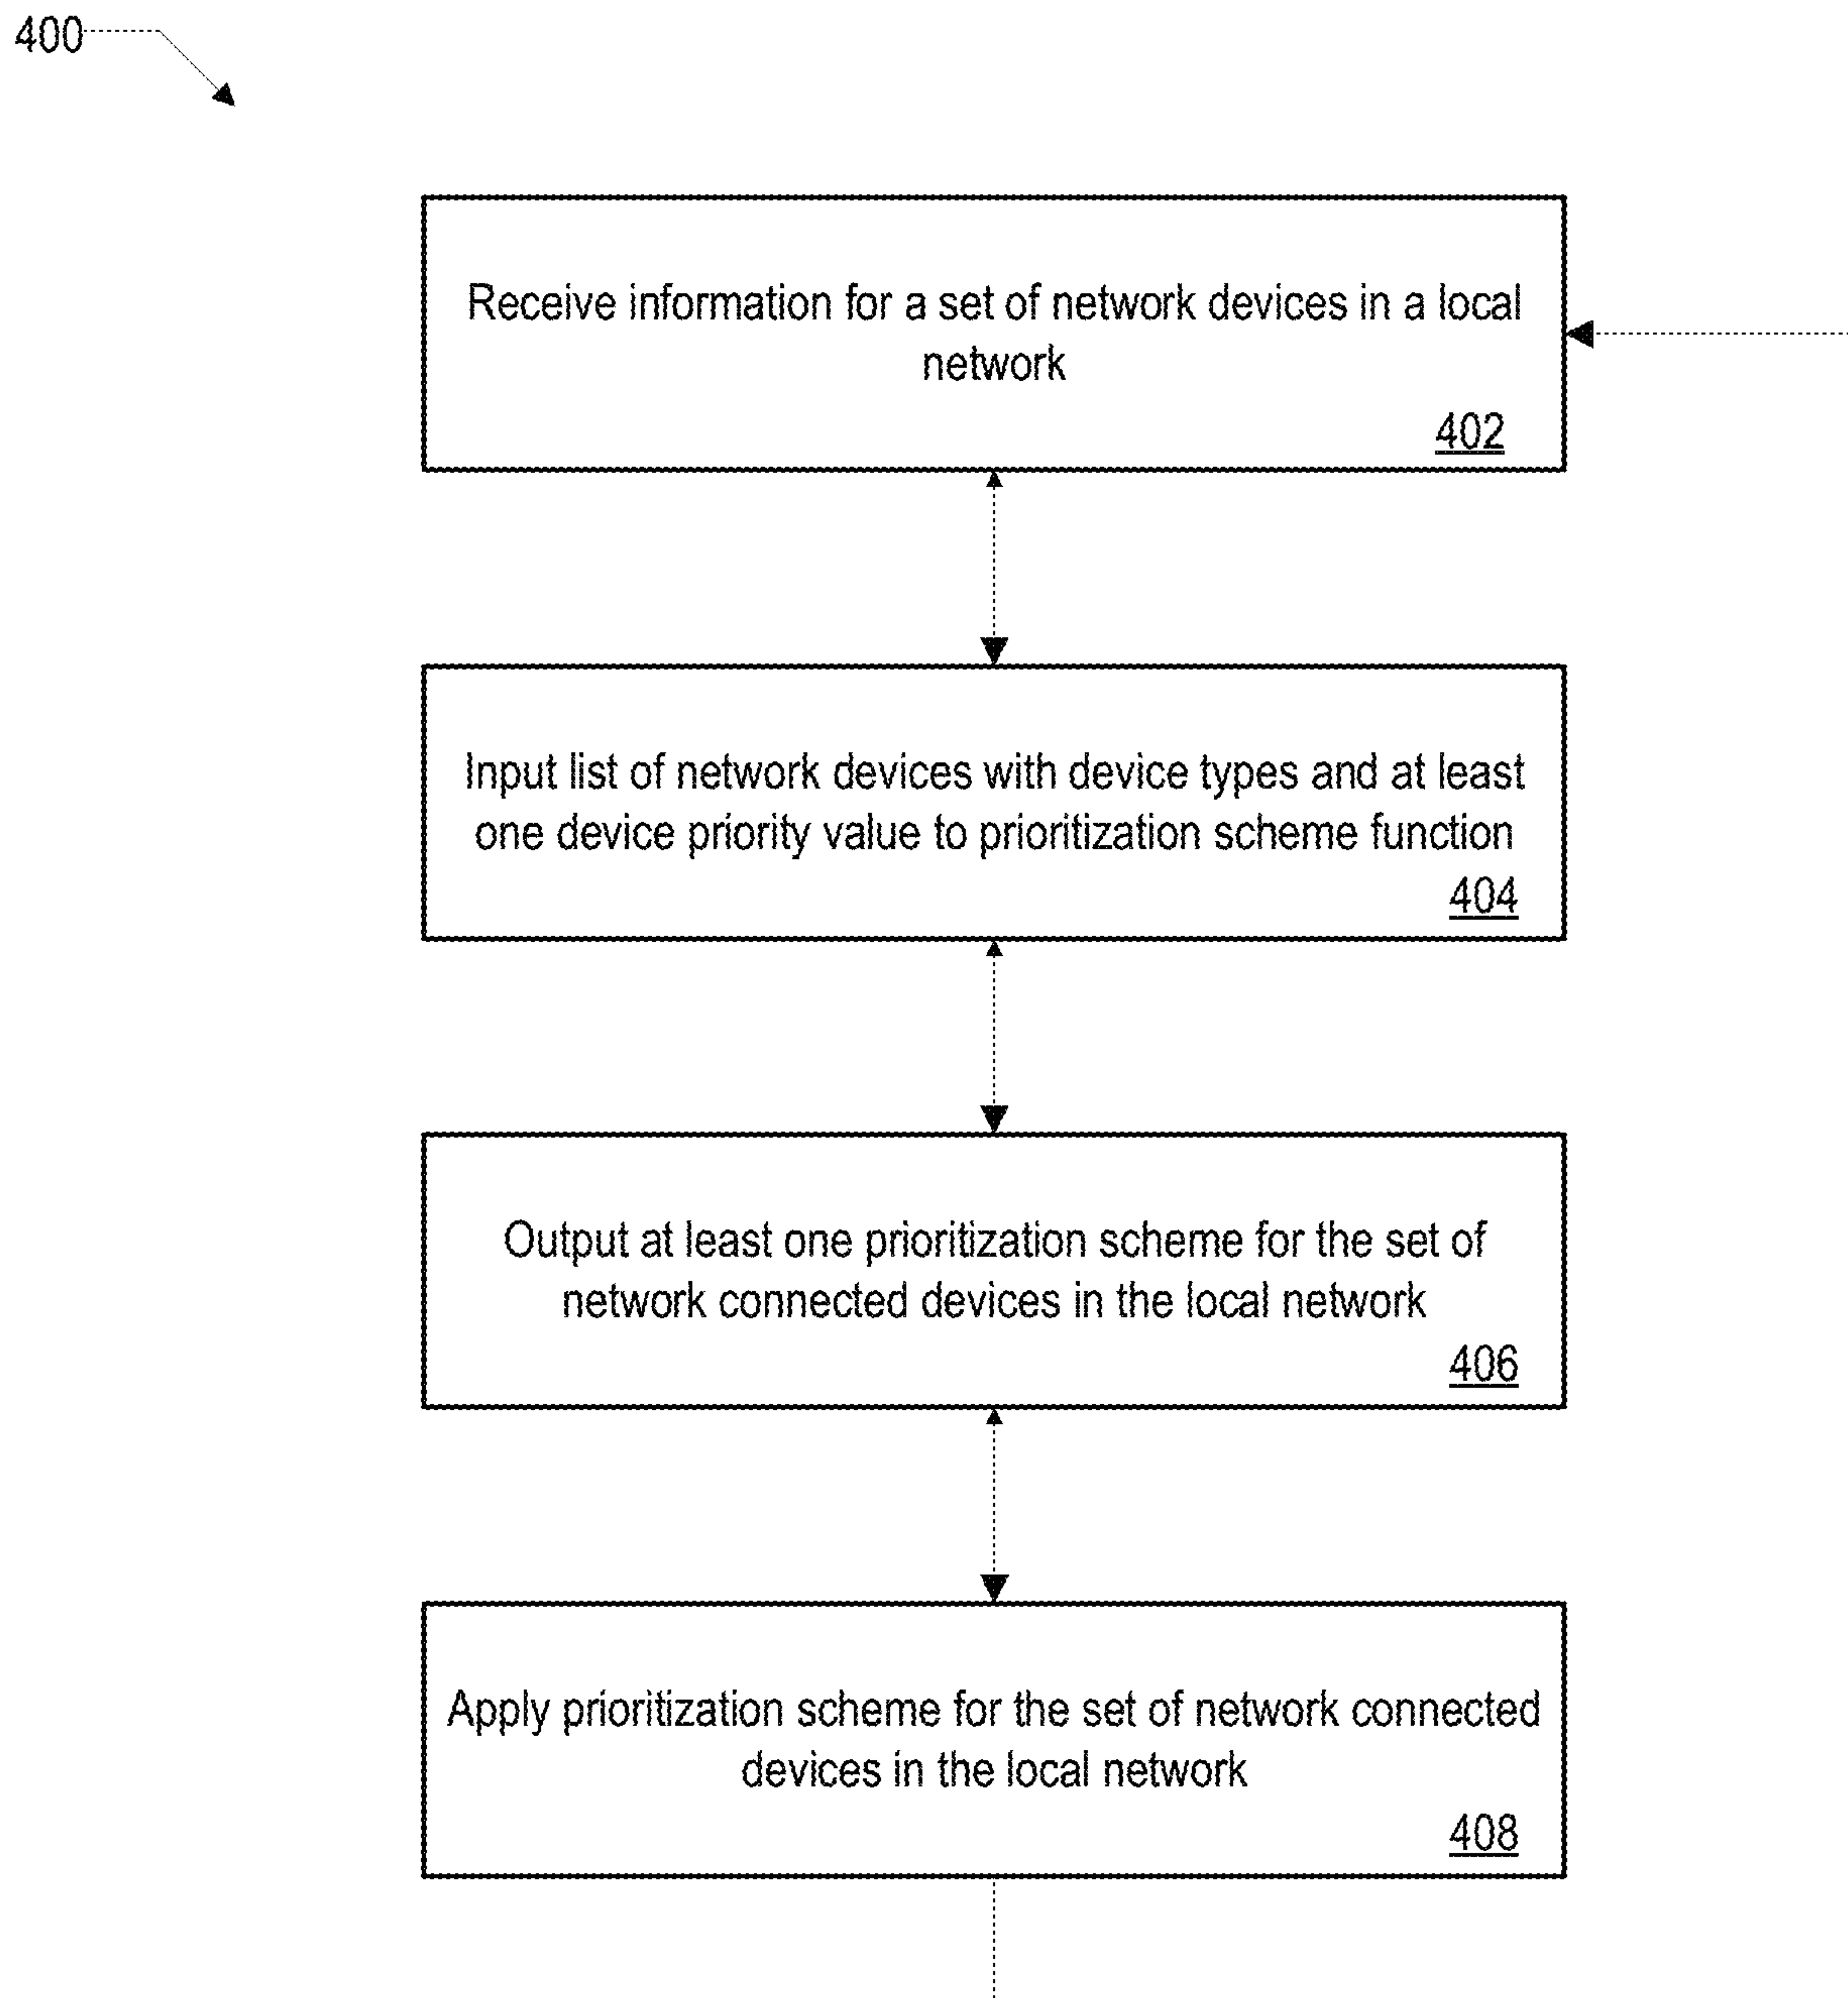 400
Receive information for a set of network devices in a local
network
402
Input list of network devices with device types and at least
one device priority value to prioritization scheme function
404
Output at least one prioritization scheme for the set of
network connected devices in the local network
406
Apply prioritization scheme for the set of network connected
devices in the local network
408